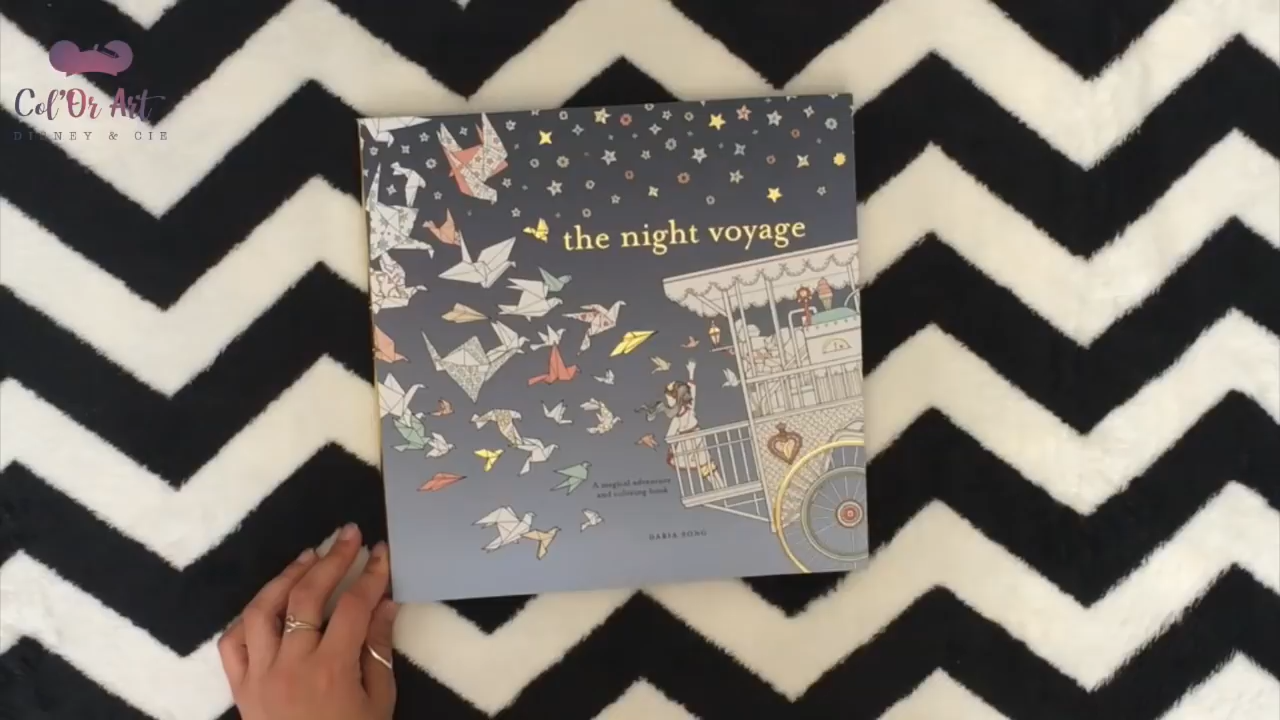 Col'Or Art
DISNEY & CIE
the night voyage
A magical adventure
and coloring book
DARIA SONG